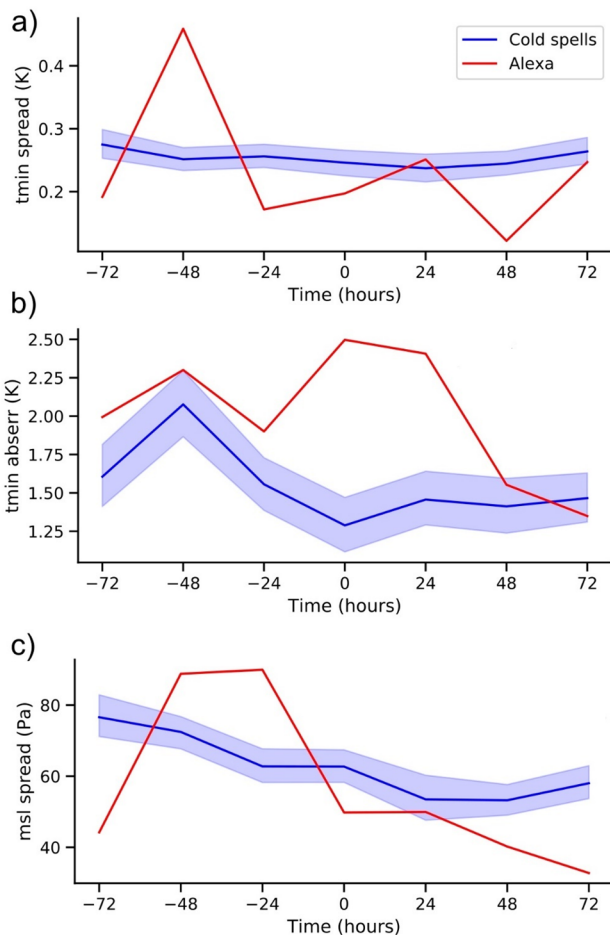 a)
Cold spells
Alexa
tmin spread (K)
0.4
0.3
0.2
−72 −48 −24 0 24 48 72
Time (hours)
b)
tmin abserr (K)
2.50
2.25
2.00
1.75
1.50
1.25
−72 −48 −24 0 24 48 72
Time (hours)
c)
msl spread (Pa)
80
60
40
−72 −48 −24 0 24 48 72
Time (hours)